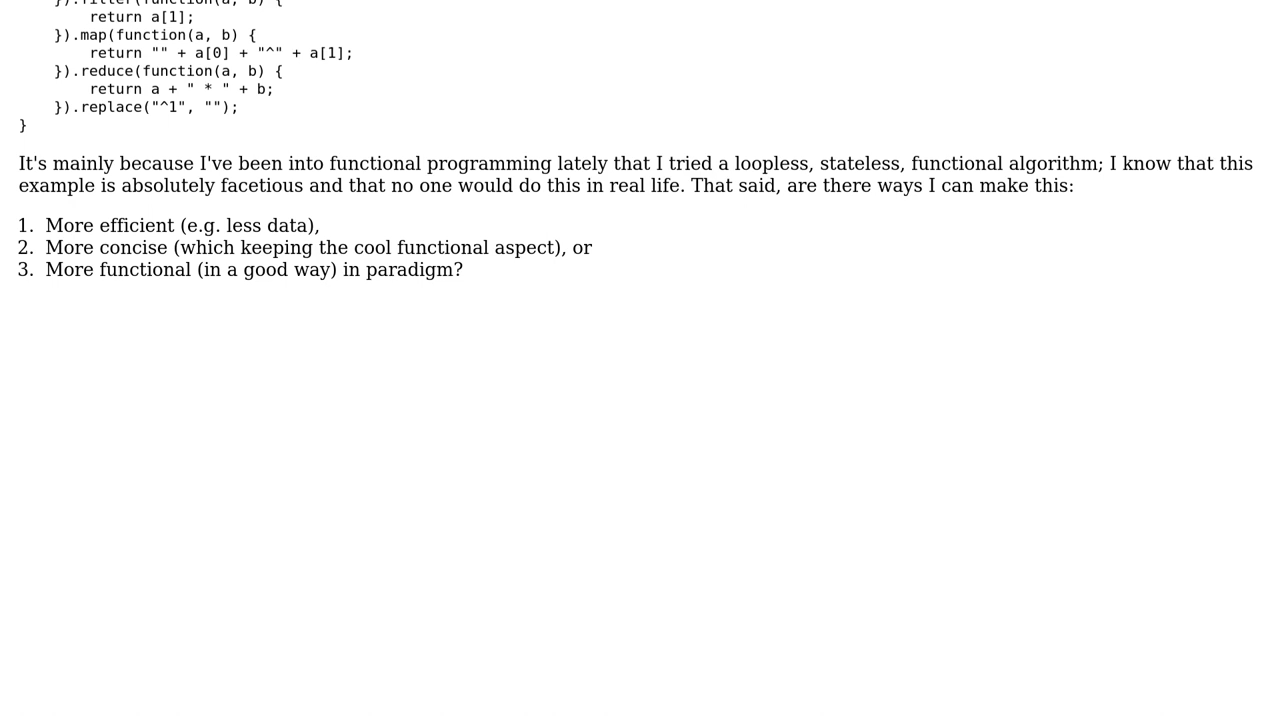 }).filter(function(a, b) {
return a[1];
}).map(function(a, b) {
return "" + a[0] + "^" + a[1];
}).reduce(function(a, b) {
return a + " * " + b;
}).replace("^1", "");
}
It's mainly because I've been into functional programming lately that I tried a loopless, stateless, functional algorithm; I know that this
example is absolutely facetious and that no one would do this in real life. That said, are there ways I can make this:
1. More efficient (e.g. less data),
2. More concise (which keeping the cool functional aspect), or
3. More functional (in a good way) in paradigm?